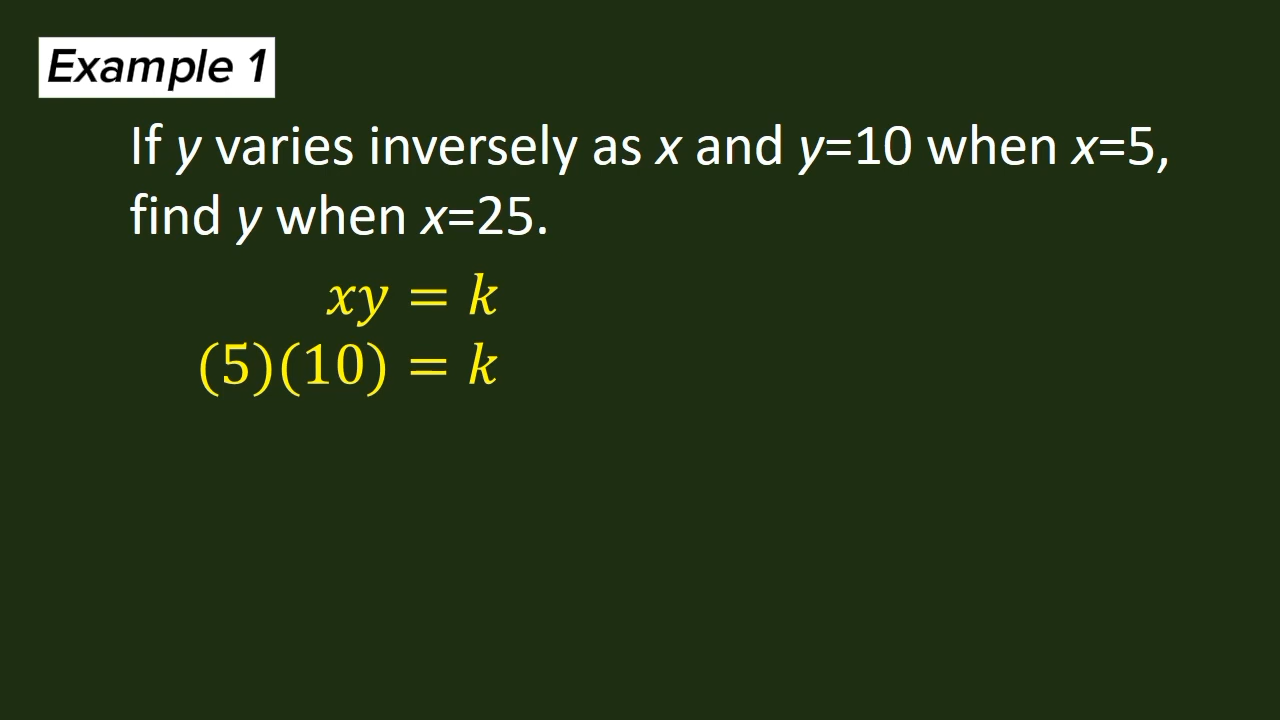 Example 1
If y varies inversely as x and y=10 when x=5,
find y when x=25.
xy = k
(5)(10) = k